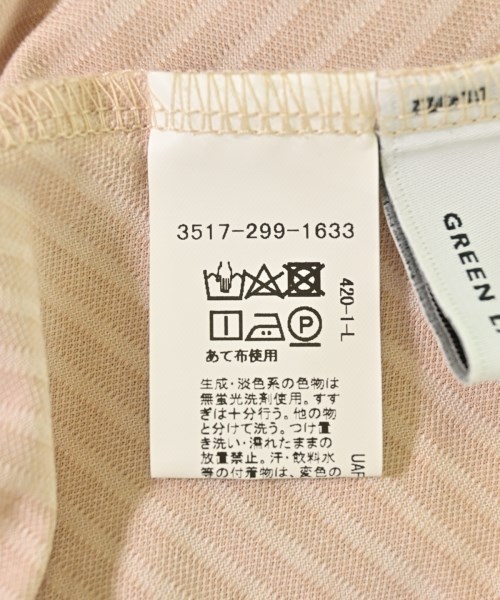 3517-299-1633
420-1-L
P
あて布使用
生成・淡色系の色物は
無蛍光洗剤使用。すす
ぎは十分行う。他の物
と分けて洗う。つけ置
き洗い・濡れたままの
放置禁止。汗・飲料水
等の付着物は、変色の
UAR
GREEN